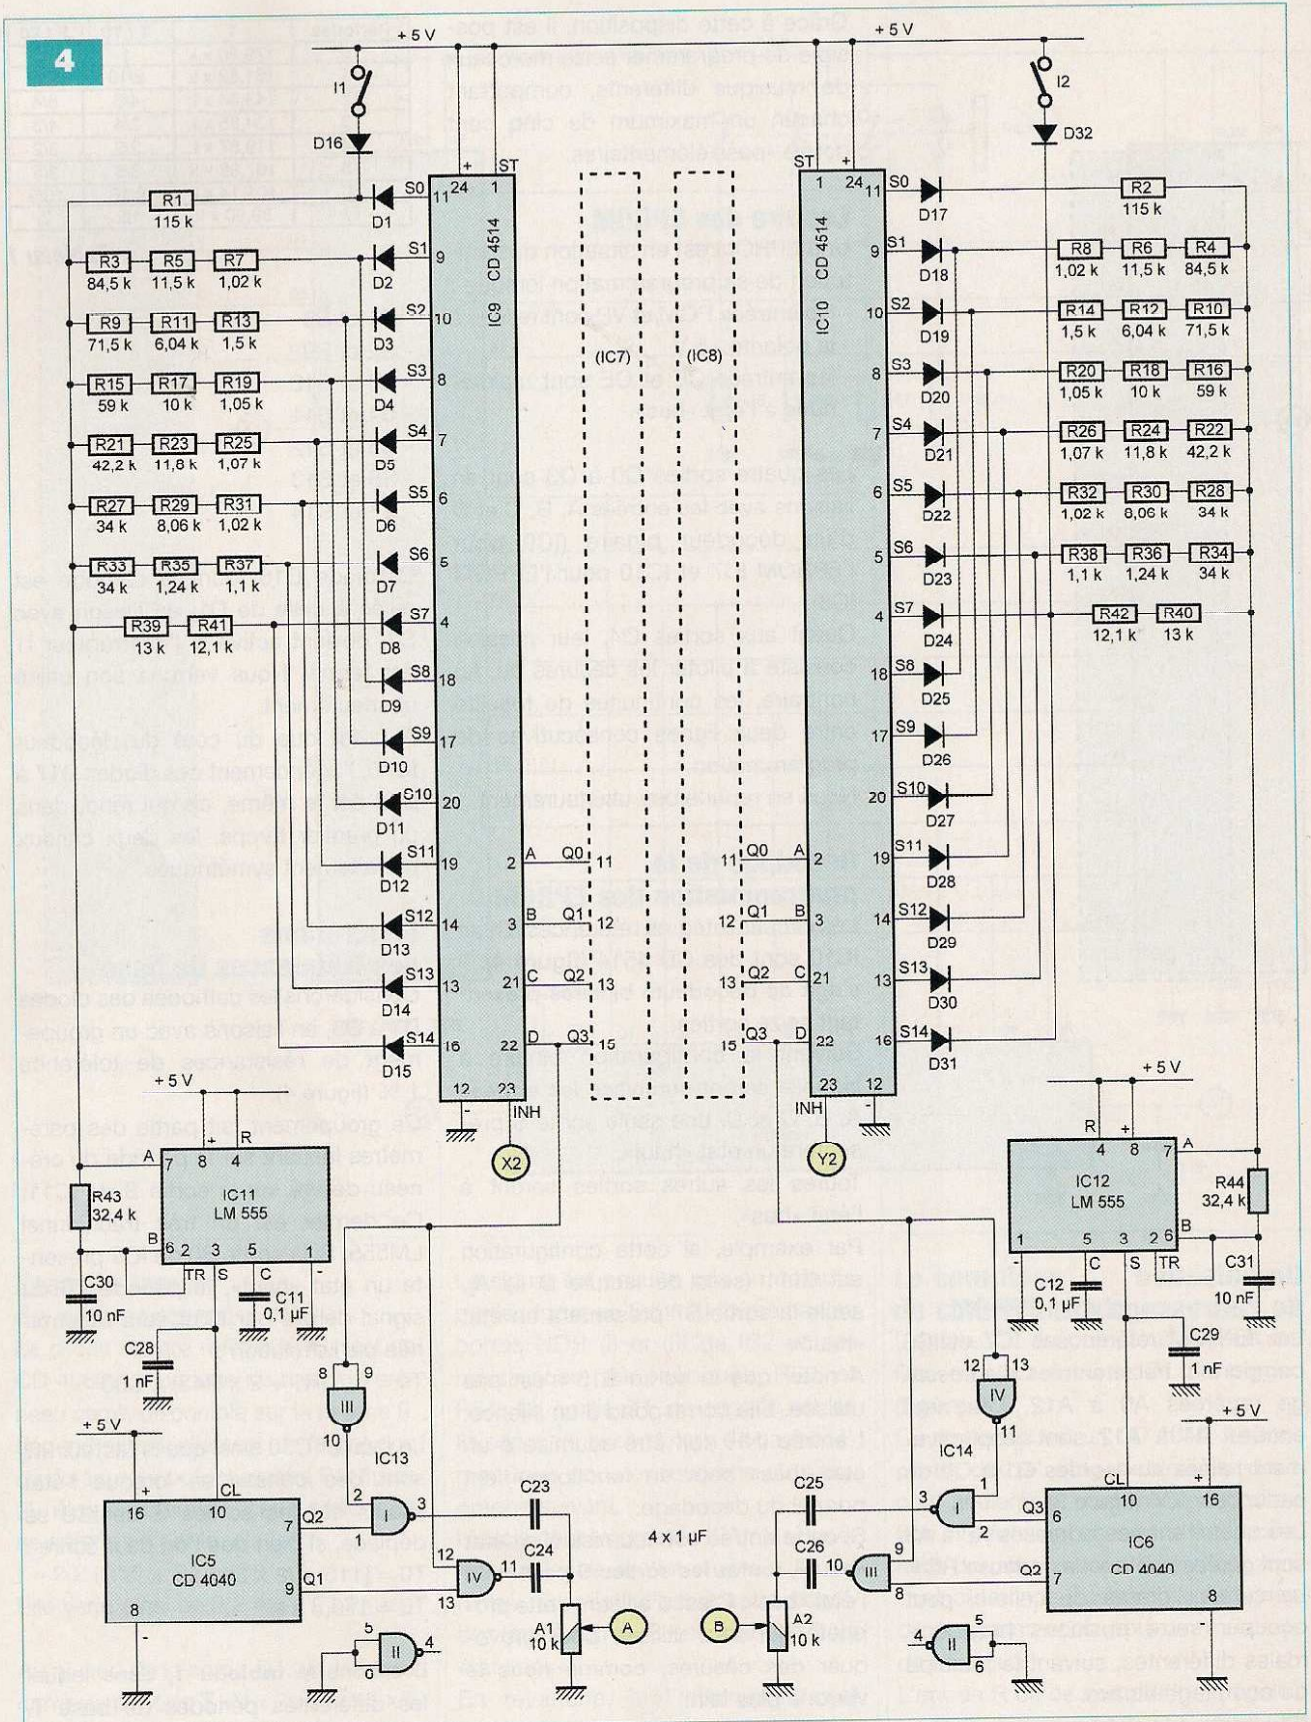 4
+ 5 V
+ 5 V
I1
I2
D16
D32
+
ST
ST
+
24
1
1
24
R1
115 k
S0
11
D1
11
S0
D17
R2
115 k
R3
R5
R7
84,5 k
11,5 k
1,02 k
S1
9
D2
9
S1
D18
R8
R6
R4
1,02 k
11,5 k
84,5 k
CD 4514
IC9
CD 4514
IC10
R9
R11
R13
71,5 k
6,04 k
1,5 k
S2
10
D3
10
S2
D19
R14
R12
R10
1,5 k
6,04 k
71,5 k
(IC7)
(IC8)
R15
R17
R19
59 k
10 k
1,05 k
S3
8
D4
8
S3
D20
R20
R18
R16
1,05 k
10 k
59 k
R21
R23
R25
42,2 k
11,8 k
1,07 k
S4
7
D5
7
S4
D21
R26
R24
R22
1,07 k
11,8 k
42,2 k
R27
R29
R31
34 k
8,06 k
1,02 k
S5
6
D6
6
S5
D22
R32
R30
R28
1,02 k
8,06 k
34 k
R33
R35
R37
34 k
1,24 k
1,1 k
S6
5
D7
5
S6
D23
R38
R36
R34
1,1 k
1,24 k
34 k
R39
R41
13 k
12,1 k
S7
4
D8
4
S7
D24
R42
R40
12,1 k
13 k
S8
18
D9
18
S8
D25
S9
17
D10
17
S9
D26
S10
20
D11
20
S10
D27
S11
19
D12
2
A
Q0
11
11
Q0
A
2
19
S11
D28
S12
14
D13
3
B
Q1
12
12
Q1
B
3
14
S12
D29
S13
13
D14
21
C
Q2
13
13
Q2
C
21
13
S13
D30
S14
16
D15
22
D
Q3
15
15
Q3
D
22
16
S14
D31
12
23
-
INH
23
12
INH
-
X2
Y2
+ 5 V
+
R
A
7
8
4
IC11
LM 555
R43
32,4 k
B
6
2
3
5
1
TR
S
C
-
C30
10 nF
C11
0,1 µF
C28
1 nF
+ 5 V
R
+
4
8
7
A
IC12
LM 555
R44
32,4 k
1
5
3
2
6
B
-
C
S
TR
C12
0,1 µF
C31
10 nF
C29
1 nF
8
9
III
10
IC13
12
13
IV
11
IC14
+ 5 V
+
CL
16
10
7
Q2
2
1
I
3
C23
IC5
CD 4040
9
Q1
12
13
IV
11
C24
8
-
A1
10 k
A
5
II
4
4 x 1 µF
C25
C26
3
I
1
2
10
III
9
8
B
A2
10 k
+ 5 V
CL
+
10
16
Q3
6
IC6
CD 4040
Q2
7
8
-
4
II
5
6